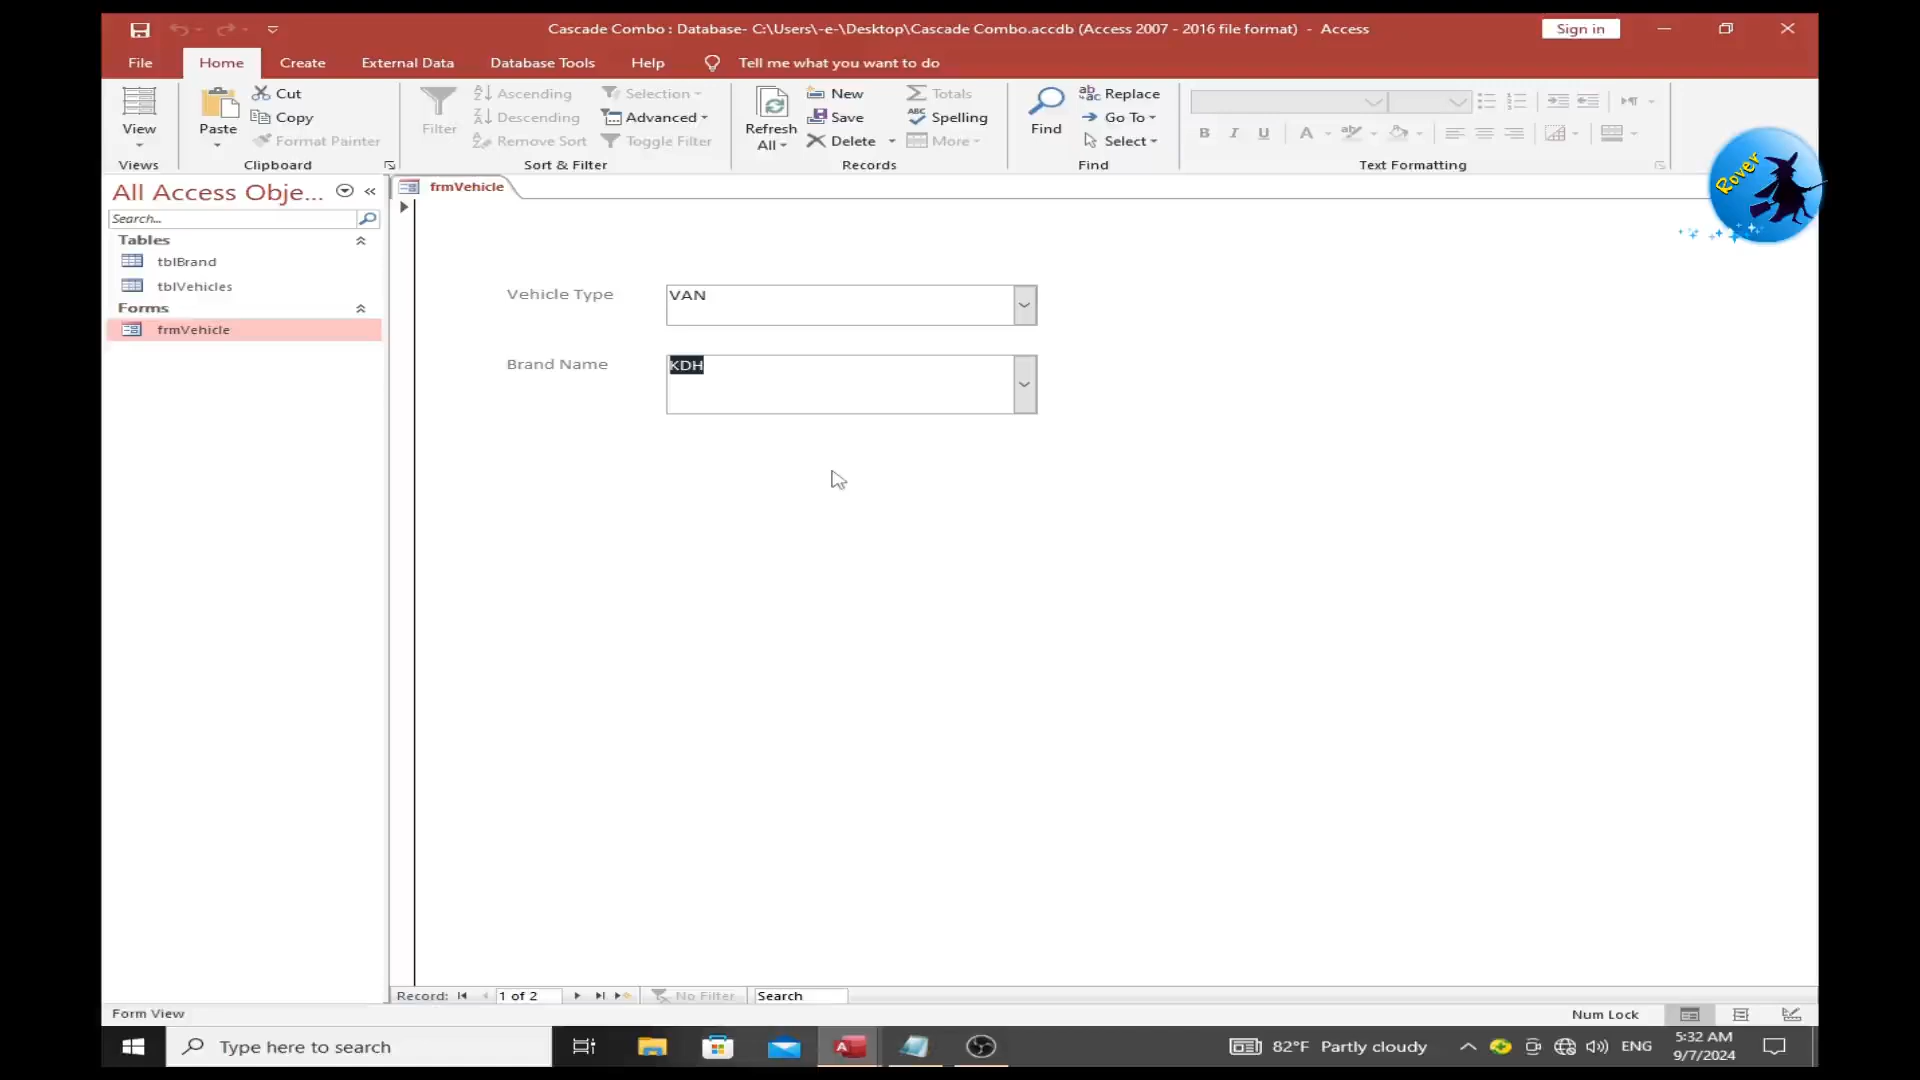 Cascade Combo : Database- C:\Users\-e-\Desktop\Cascade Combo.accdb (Access 2007 - 2016 file format) - Access
Sign in
File Home Create External Data Database Tools Help Tell me what you want to do
View
Views
Paste
Cut
Copy
Format Painter
Clipboard
Filter
Ascending
Descending
Remove Sort
Selection
Advanced
Toggle Filter
Sort & Filter
Refresh
All
New
Save
Delete
Totals
Spelling
More
Records
Find
Replace
Go To
Select
Find
B I U A
Text Formatting
Rover
All Access Obje...
Search...
Tables
tblBrand
tblVehicles
Forms
frmVehicle
frmVehicle
Vehicle Type VAN
Brand Name KDH
Record: 1 of 2 No Filter Search
Form View
Num Lock
Type here to search
82°F Partly cloudy
ENG
5:32 AM
9/7/2024